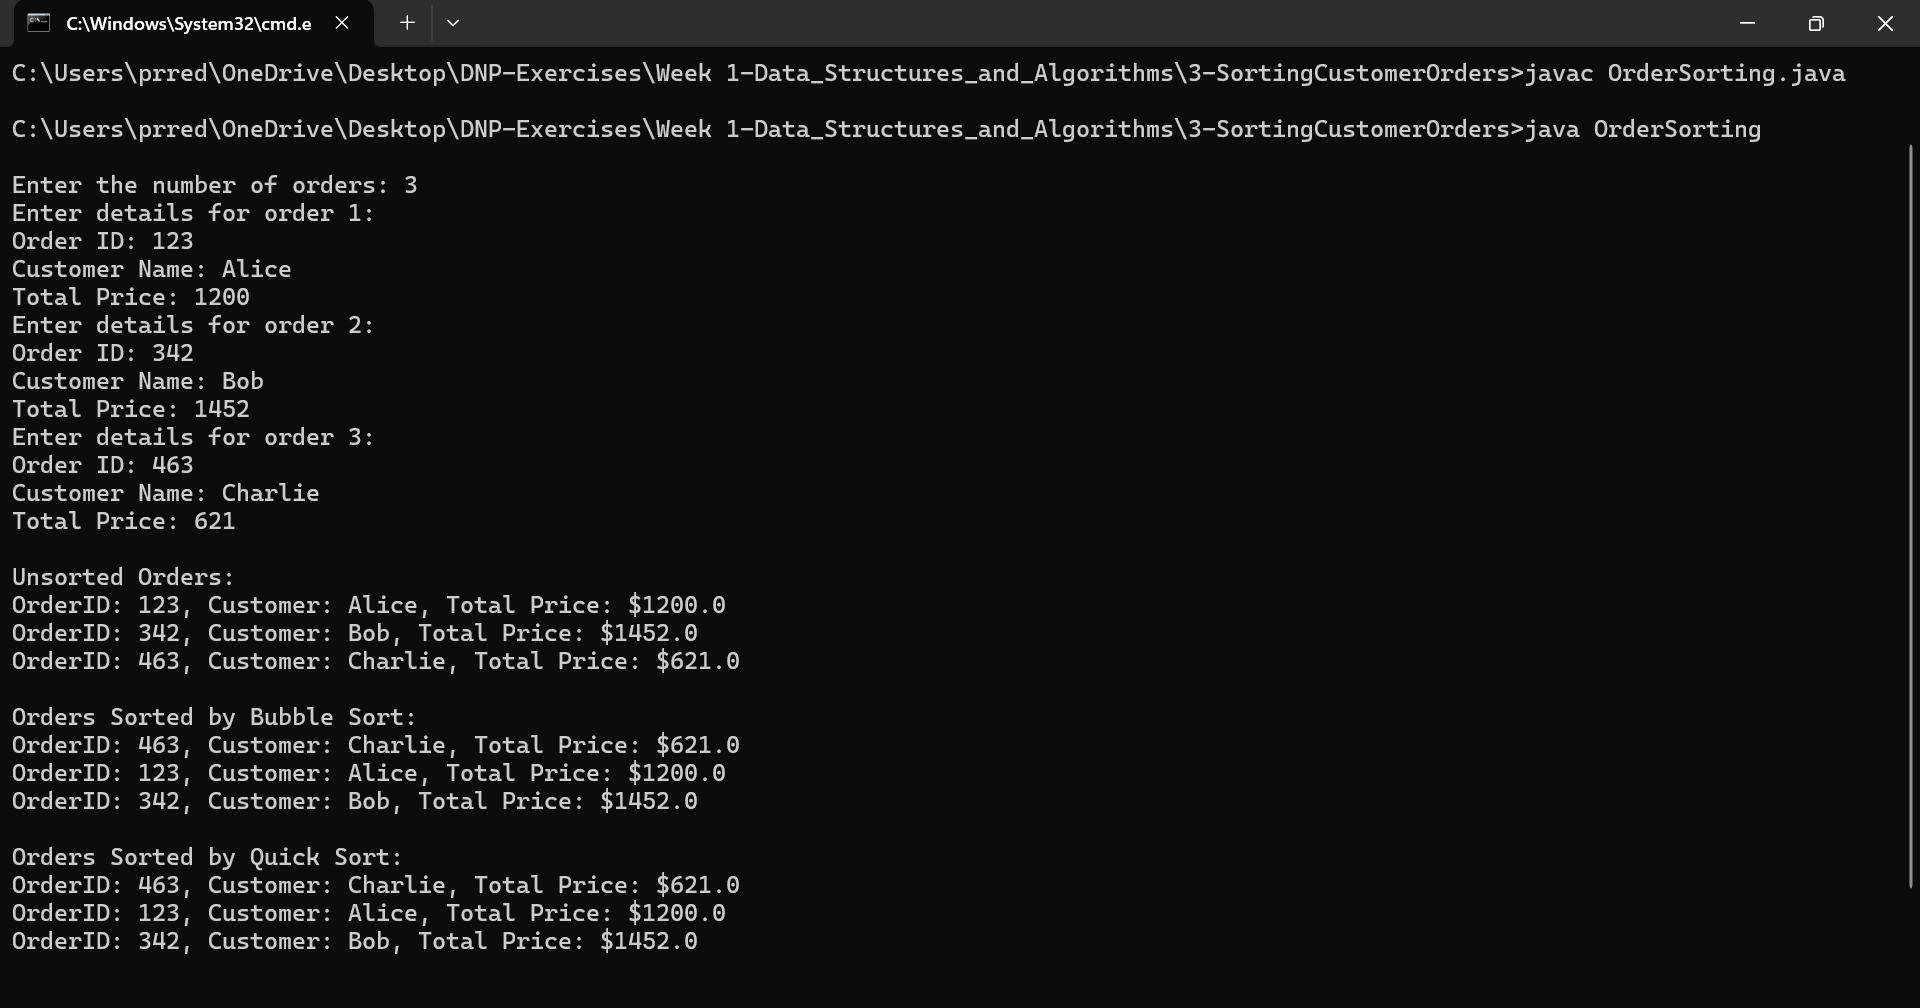 C:\Windows\System32\cmd.e
C:\Users\prred\OneDrive\Desktop\DNP-Exercises\Week 1-Data_Structures_and_Algorithms\3-SortingCustomerOrders>javac OrderSorting.java
C:\Users\prred\OneDrive\Desktop\DNP-Exercises\Week 1-Data_Structures_and_Algorithms\3-SortingCustomerOrders>java OrderSorting
Enter the number of orders: 3
Enter details for order 1:
Order ID: 123
Customer Name: Alice
Total Price: 1200
Enter details for order 2:
Order ID: 342
Customer Name: Bob
Total Price: 1452
Enter details for order 3:
Order ID: 463
Customer Name: Charlie
Total Price: 621
Unsorted Orders:
OrderID: 123, Customer: Alice, Total Price: $1200.0
OrderID: 342, Customer: Bob, Total Price: $1452.0
OrderID: 463, Customer: Charlie, Total Price: $621.0
Orders Sorted by Bubble Sort:
OrderID: 463, Customer: Charlie, Total Price: $621.0
OrderID: 123, Customer: Alice, Total Price: $1200.0
OrderID: 342, Customer: Bob, Total Price: $1452.0
Orders Sorted by Quick Sort:
OrderID: 463, Customer: Charlie, Total Price: $621.0
OrderID: 123, Customer: Alice, Total Price: $1200.0
OrderID: 342, Customer: Bob, Total Price: $1452.0